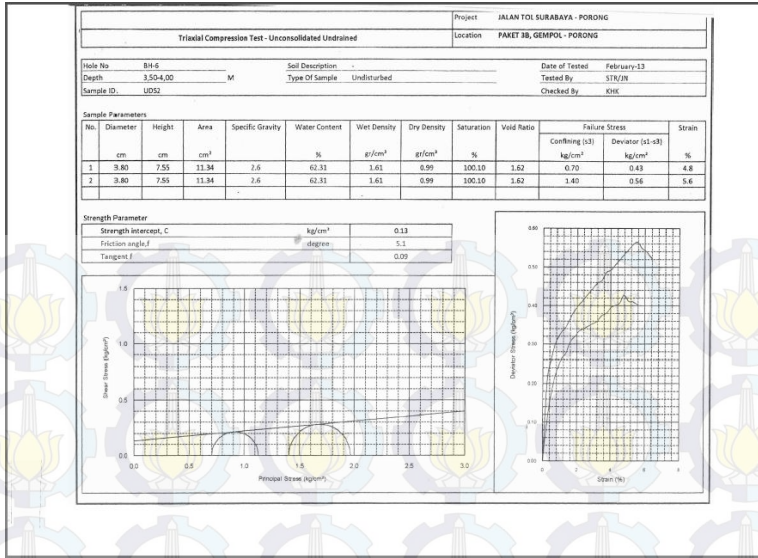 Project JALAN TOL SURABAYA - PORONG
Triaxial Compression Test - Unconsolidated Undrained
Location PAKET 3B, GEMPOL - PORONG
Hole No BH-6 Soil Description - Date of Tested February-13
Depth 3,50-4,00 M Type Of Sample Undisturbed Tested By STR/JN
Sample ID. UDS2 Checked By KHK
Sample Parameters
No. Diameter Height Area Specific Gravity Water Content Wet Density Dry Density Saturation Void Ratio Failure Stress Strain
Confining (s3) Deviator (s1-s3)
cm cm cm² % gr/cm³ gr/cm³ % kg/cm² kg/cm² %
1 3.80 7.55 11.34 2.6 62.31 1.61 0.99 100.10 1.62 0.70 0.43 4.8
2 3.80 7.55 11.34 2.6 62.31 1.61 0.99 100.10 1.62 1.40 0.56 5.6
Strength Parameter
Strength intercept, C kg/cm² 0.13
Friction angle,f degree 5.1
Tangent f 0.09
Shear Stress (kg/cm²)
1.5
1.0
0.5
0.0
0.0 0.5 1.0 1.5 2.0 2.5 3.0
Principal Stress (kg/cm²)
Deviator Stress (kg/cm²)
0.60
0.50
0.40
0.30
0.20
0.10
0.00
0 2 4 6 8
Strain (%)